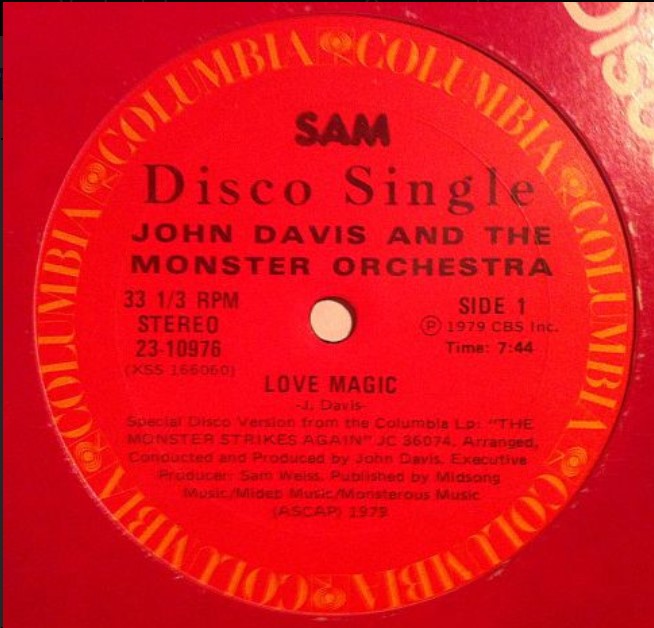 COLUMBIA COLUMBIA COLUMBIA COLUMBIA COLUMBIA COLUMBIA
Disco
SAM
Disco Single
JOHN DAVIS AND THE
MONSTER ORCHESTRA
33 1/3 RPM
STEREO
23-10976
(XSS 166060)
SIDE 1
Ⓟ 1979 CBS Inc.
Time: 7:44
LOVE MAGIC
-J. Davis-
Special Disco Version from the Columbia Lp: "THE
MONSTER STRIKES AGAIN" JC 36074. Arranged,
Conducted and Produced by John Davis. Executive
Producer: Sam Weiss. Published by Midsong
Music/Mideb Music/Monsterous Music
(ASCAP) 1979